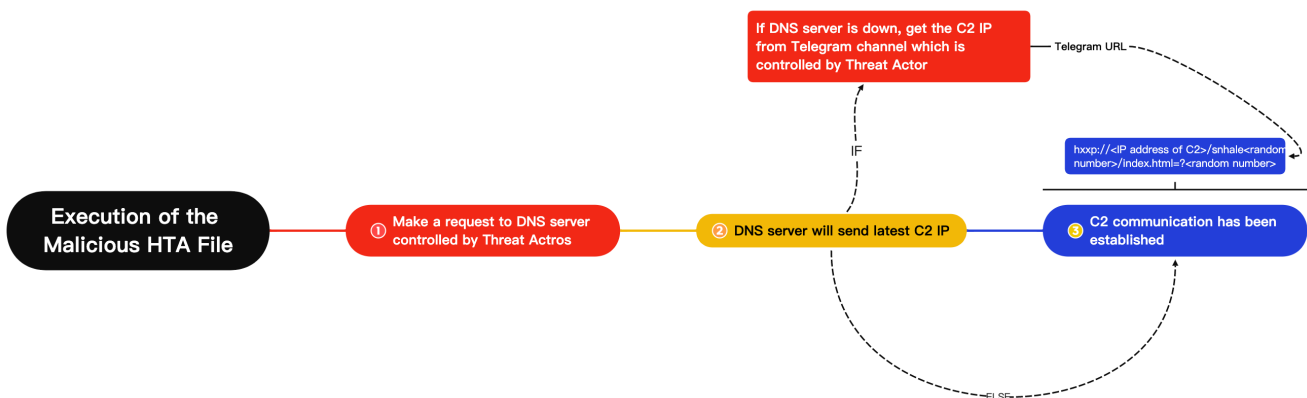 If DNS server is down, get the C2 IP
from Telegram channel which is
controlled by Threat Actor
Telegram URL
IF
hxxp://<IP address of C2>/snhale<random
number>/index.html=?<random number>
Execution of the
Malicious HTA File
① Make a request to DNS server
controlled by Threat Actros
② DNS server will send latest C2 IP
③ C2 communication has been
established
ELSE